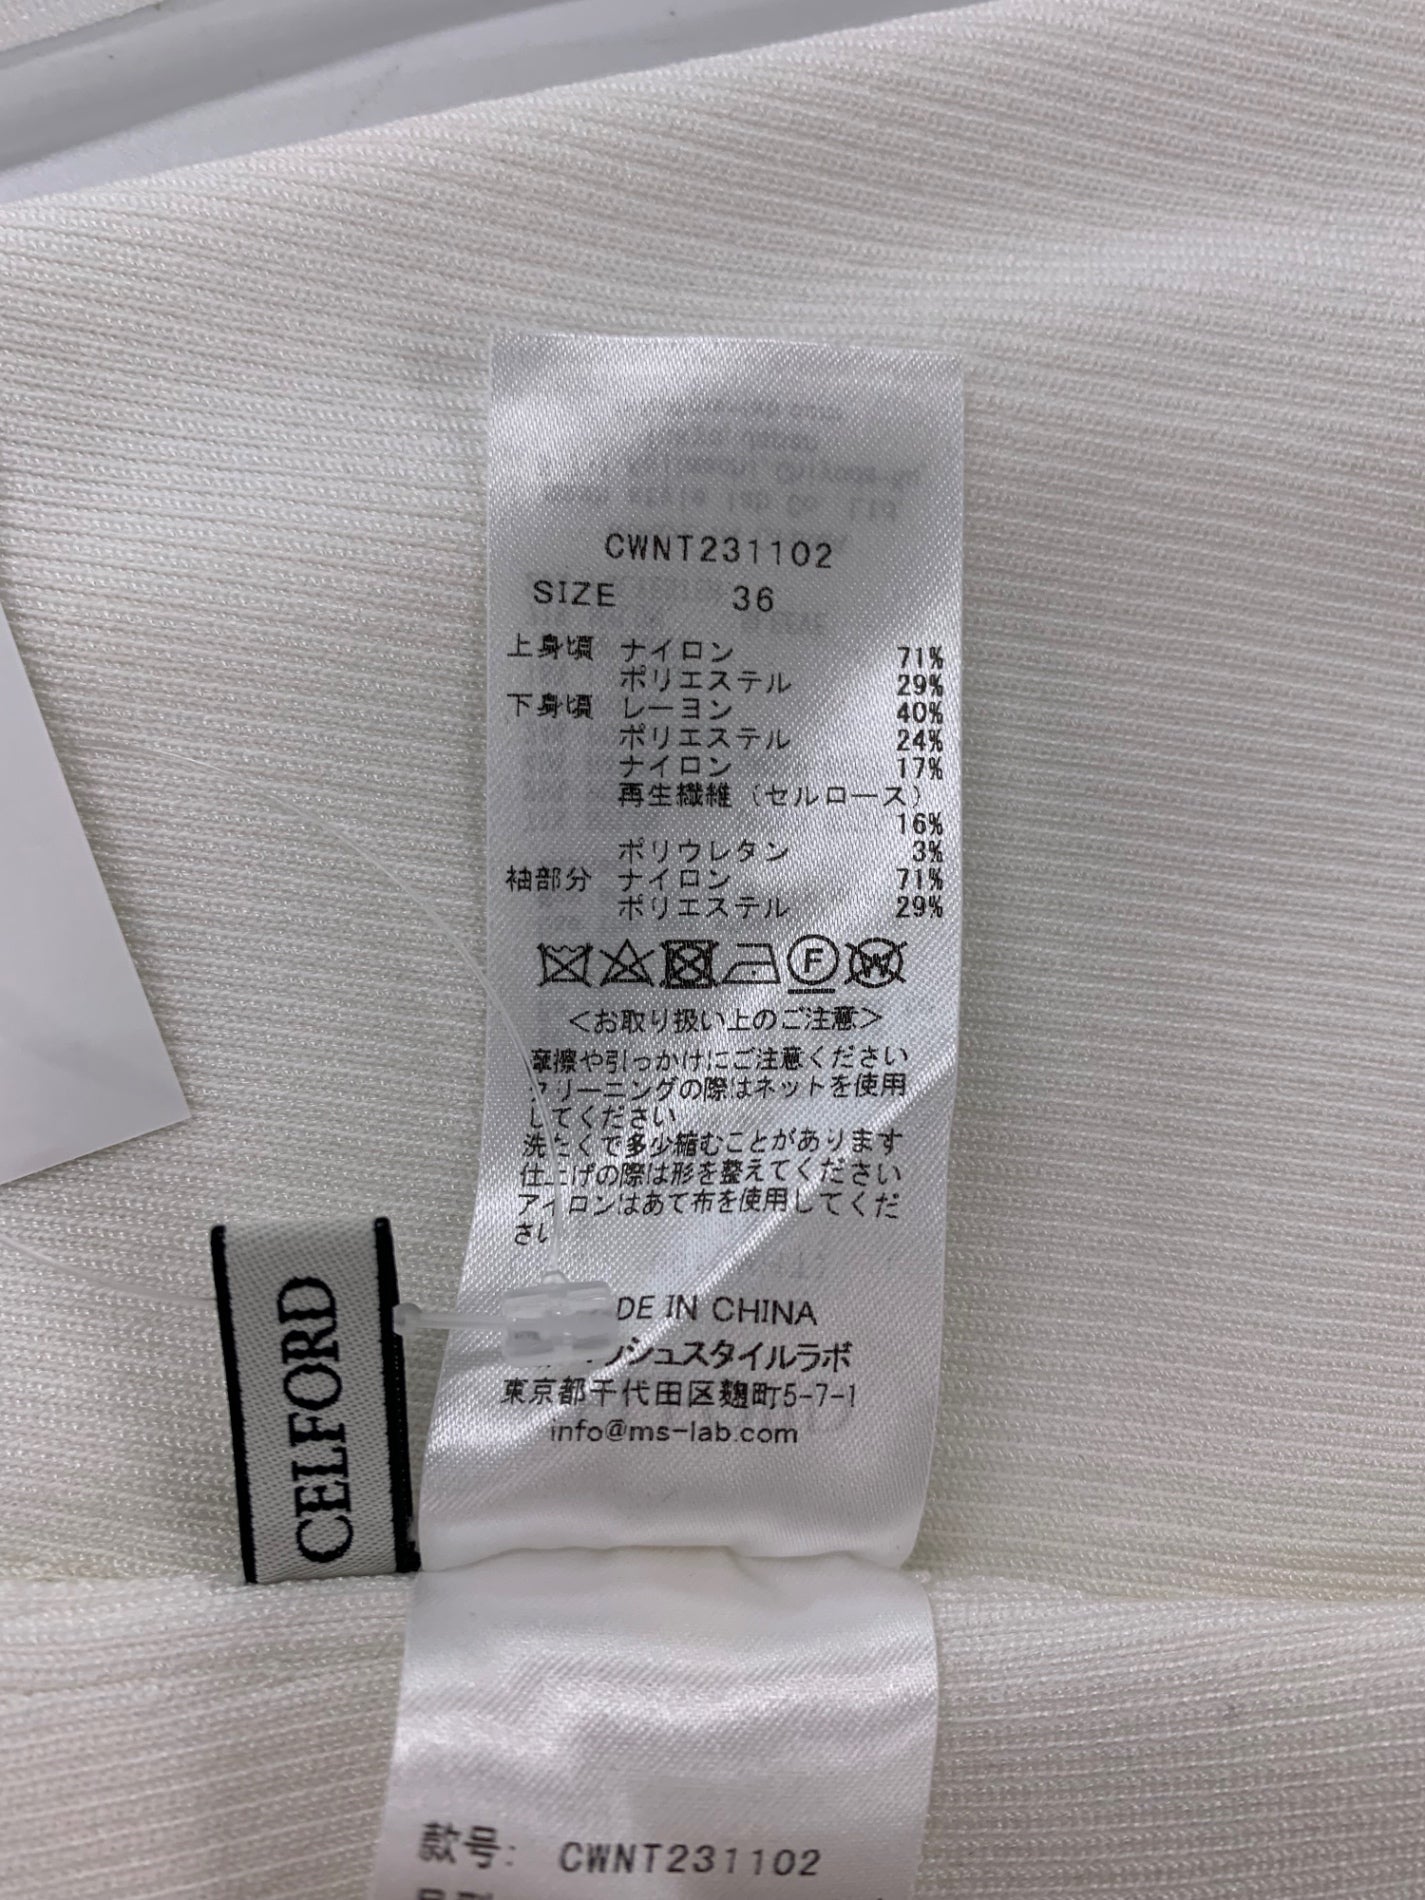 CWNT231102
SIZE 36
上身頃 ナイロン 71%
ポリエステル 29%
下身頃 レーヨン 40%
ポリエステル 24%
ナイロン 17%
再生繊維(セルロース)
16%
ポリウレタン 3%
袖部分 ナイロン 71%
ポリエステル 29%
F W
<お取り扱い上のご注意>
摩擦や引っかけにご注意ください
クリーニングの際はネットを使用
してください
洗たくで多少縮むことがあります
仕上げの際は形を整えてください
アイロンはあて布を使用してくだ
さい
DE IN CHINA
ッシュスタイルラボ
東京都千代田区麹町5-7-1
info@ms-lab.com
CELFORD
款号: CWNT231102